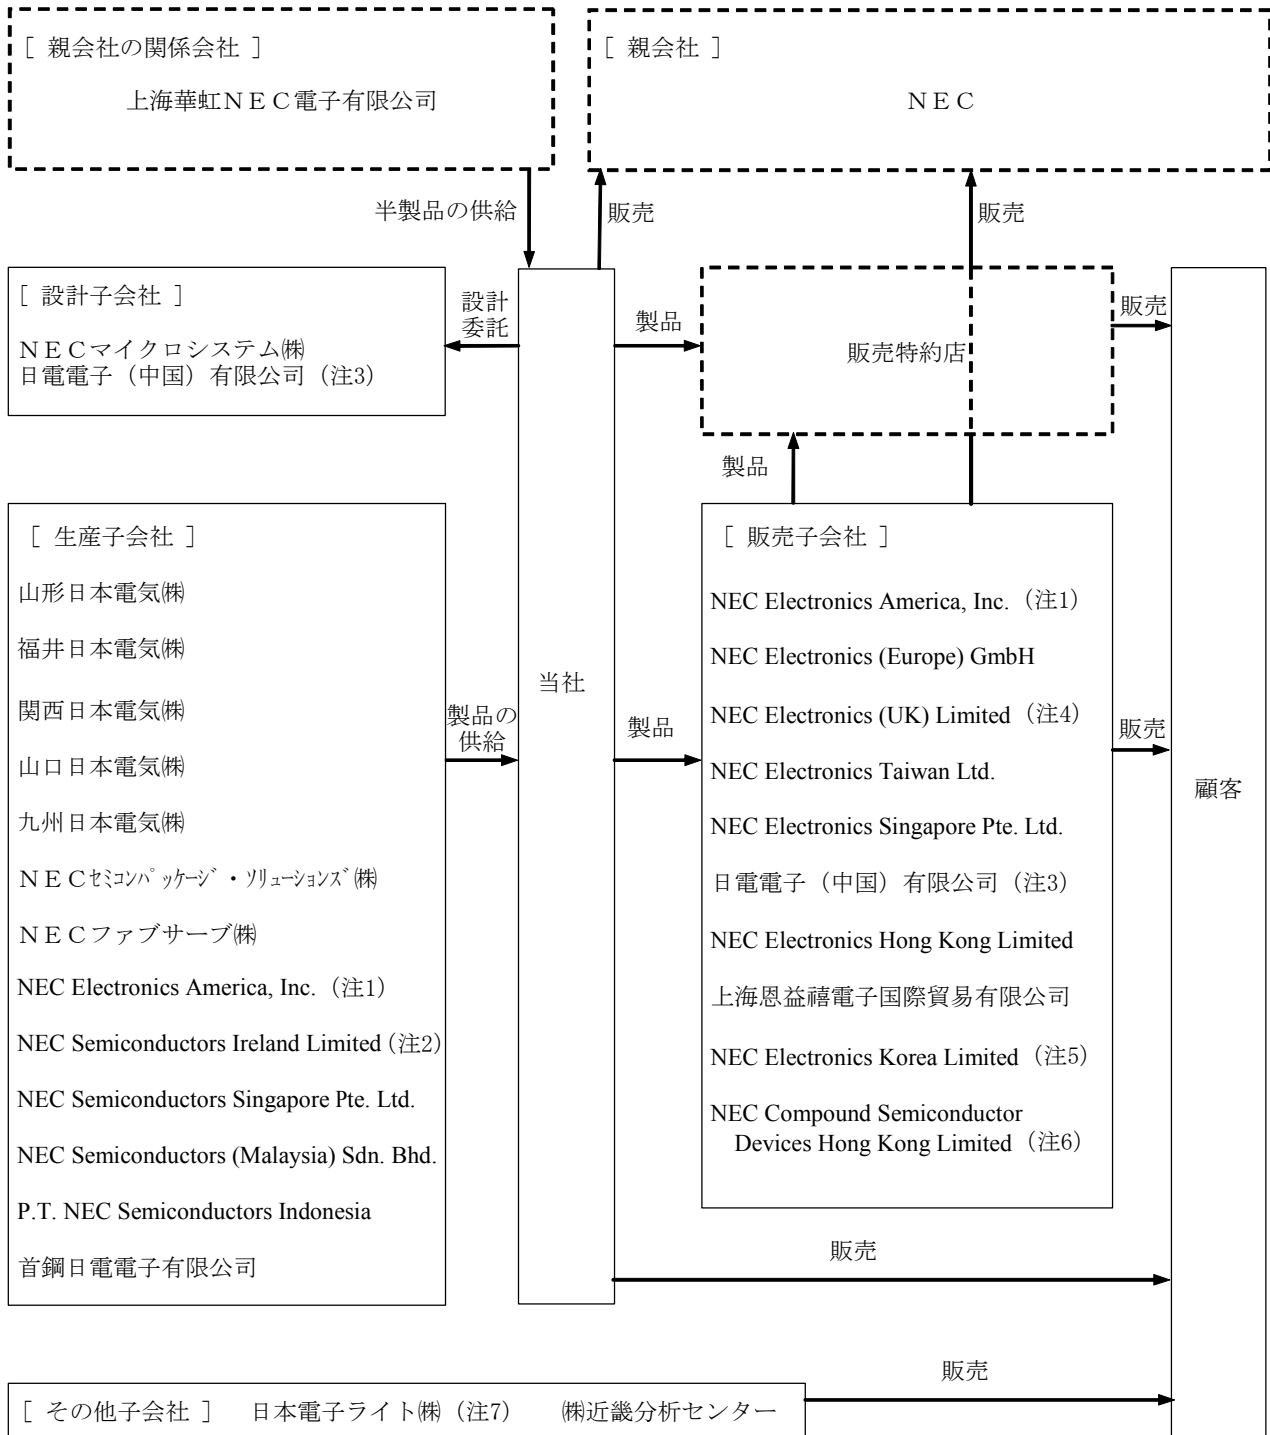 [ 親会社の関係会社 ]
上海華虹ＮＥＣ電子有限公司
[ 親会社 ]
ＮＥＣ
半製品の供給
販売
販売
[ 設計子会社 ]
ＮＥＣマイクロシステム㈱
日電電子（中国）有限公司（注3）
設計
委託
製品
販売特約店
販売
製品
[ 生産子会社 ]
山形日本電気㈱
福井日本電気㈱
関西日本電気㈱
山口日本電気㈱
九州日本電気㈱
ＮＥＣｾﾐｺﾝﾊﾟｯｹｰｼﾞ・ｿﾘｭｰｼｮﾝｽﾞ㈱
ＮＥＣファブサーブ㈱
NEC Electronics America, Inc.（注1）
NEC Semiconductors Ireland Limited（注2）
NEC Semiconductors Singapore Pte. Ltd.
NEC Semiconductors (Malaysia) Sdn. Bhd.
P.T. NEC Semiconductors Indonesia
首鋼日電電子有限公司
製品の
供給
当社
製品
[ 販売子会社 ]
NEC Electronics America, Inc.（注1）
NEC Electronics (Europe) GmbH
NEC Electronics (UK) Limited（注4）
NEC Electronics Taiwan Ltd.
NEC Electronics Singapore Pte. Ltd.
日電電子（中国）有限公司（注3）
NEC Electronics Hong Kong Limited
上海恩益禧電子国際貿易有限公司
NEC Electronics Korea Limited（注5）
NEC Compound Semiconductor
Devices Hong Kong Limited（注6）
販売
顧客
販売
販売
[ その他子会社 ] 日本電子ライト㈱（注7） ㈱近畿分析センター